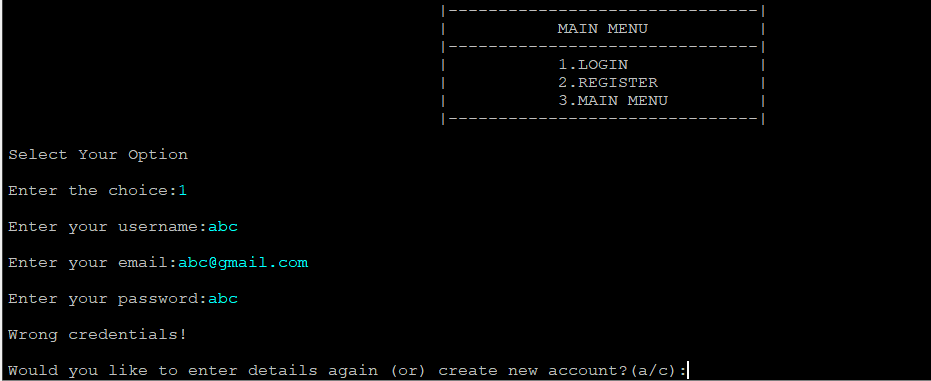 |-------------------------------|
| MAIN MENU |
|-------------------------------|
| 1.LOGIN |
| 2.REGISTER |
| 3.MAIN MENU |
|-------------------------------|
Select Your Option
Enter the choice:1
Enter your username:abc
Enter your email:abc@gmail.com
Enter your password:abc
Wrong credentials!
Would you like to enter details again (or) create new account?(a/c):